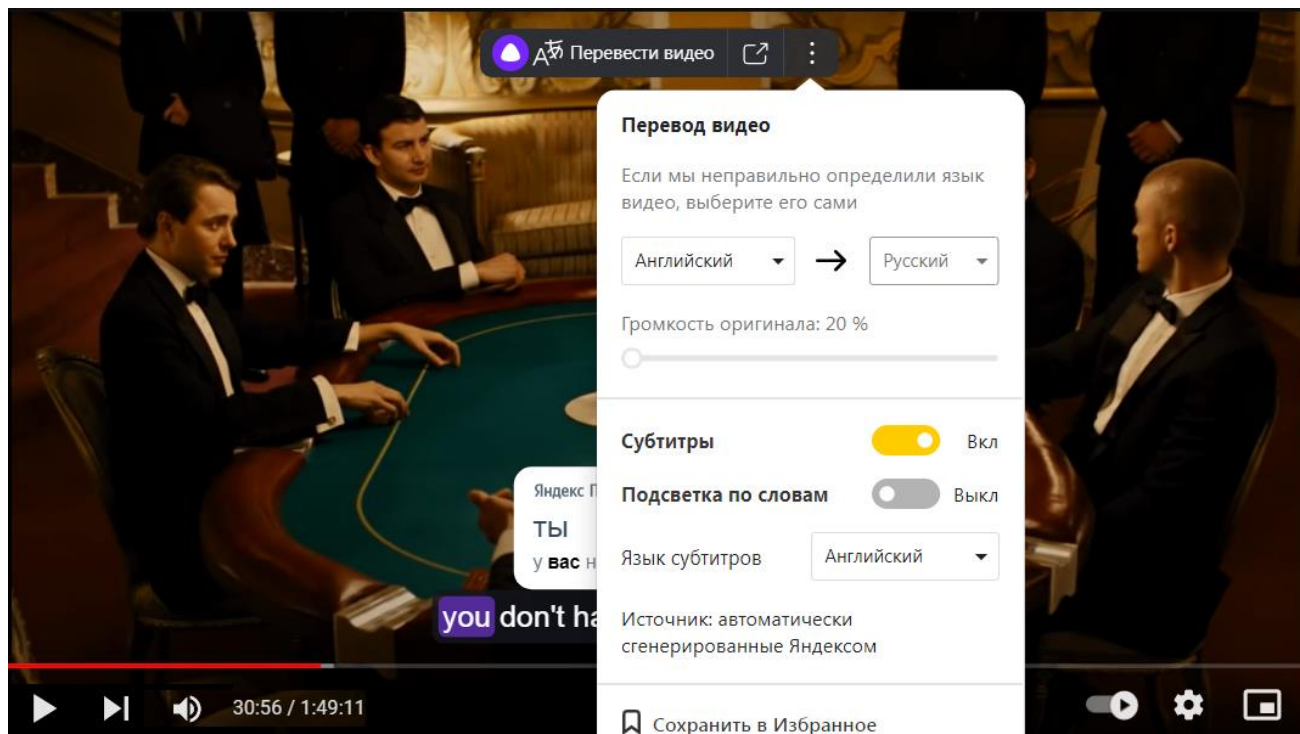 Перевести видео
Перевод видео
Если мы неправильно определили язык
видео, выберите его сами
Английский → Русский
Громкость оригинала: 20 %
Субтитры Вкл
Подсветка по словам Выкл
Язык субтитров Английский
Источник: автоматически
сгенерированные Яндексом
Сохранить в Избранное
Яндекс
ты
у вас
you don't
30:56 / 1:49:11